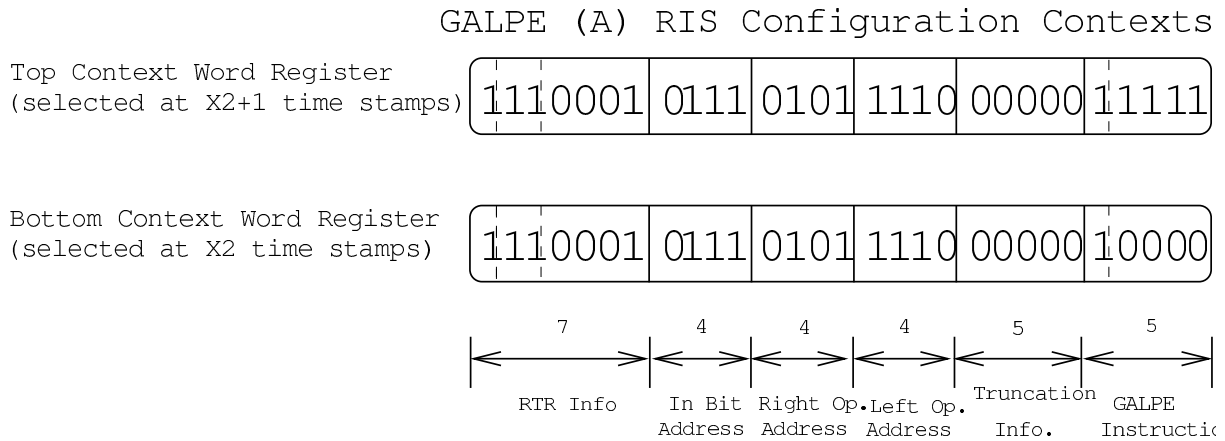 GALPE (A) RIS Configuration Contexts
Top Context Word Register
(selected at X2+1 time stamps)
1110001 0111 0101 1110 00000 11111
Bottom Context Word Register
(selected at X2 time stamps)
1110001 0111 0101 1110 00000 10000
7 4 4 4 5 5
RTR Info In Bit Address Right Op. Address Left Op. Address Truncation Info. GALPE Instructio